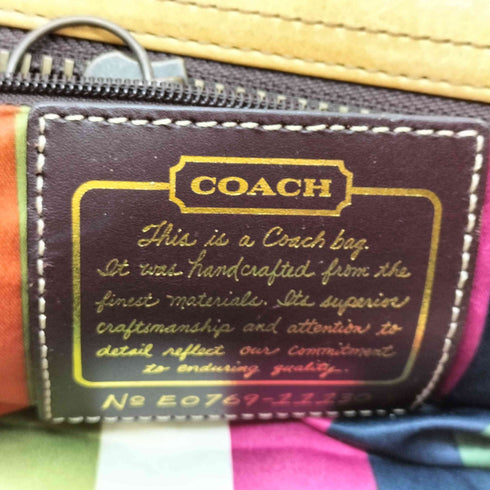 COACH
This is a Coach bag.
It was handcrafted from the
finest materials. Its superior
craftsmanship and attention to
detail reflect our commitment
to enduring quality.
Nº E0769-11130